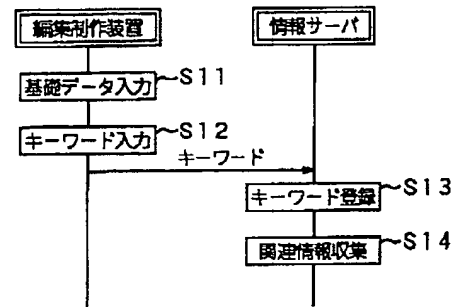 編集制作装置
情報サーバ
基礎データ入力
S11
キーワード入力
S12
キーワード
キーワード登録
S13
関連情報収集
S14